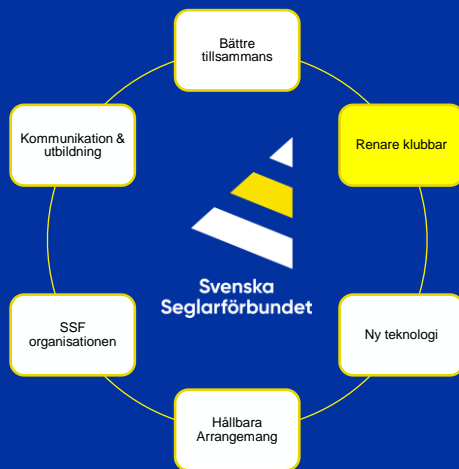 Bättre
tillsammans
Kommunikation &
utbildning
Renare klubbar
Svenska
Seglarförbundet
SSF
organisationen
Ny teknologi
Hållbara
Arrangemang